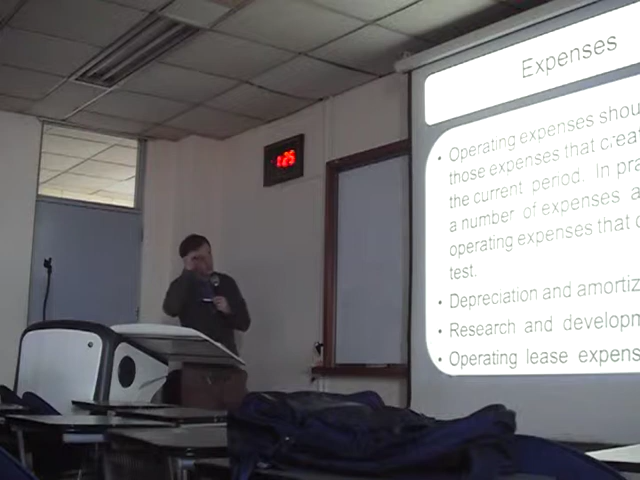 1:25
Expenses
• Operating expenses shou
those expenses that creat
the current period. In pra
a number of expenses a
operating expenses that
test.
• Depreciation and amortiz
• Research and developm
• Operating lease expens